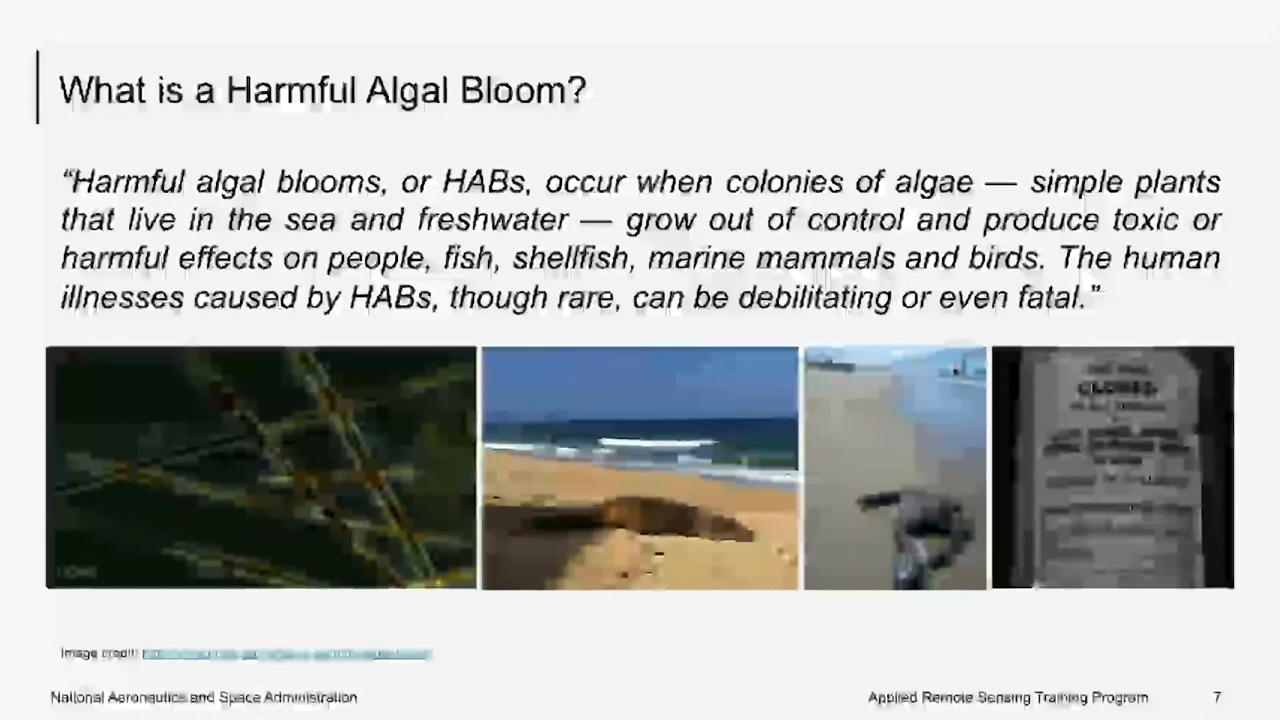 What is a Harmful Algal Bloom?
“Harmful algal blooms, or HABs, occur when colonies of algae — simple plants
that live in the sea and freshwater — grow out of control and produce toxic or
harmful effects on people, fish, shellfish, marine mammals and birds. The human
illnesses caused by HABs, though rare, can be debilitating or even fatal.”
CLOSED
Image credit:
National Aeronautics and Space Administration
Applied Remote Sensing Training Program
7